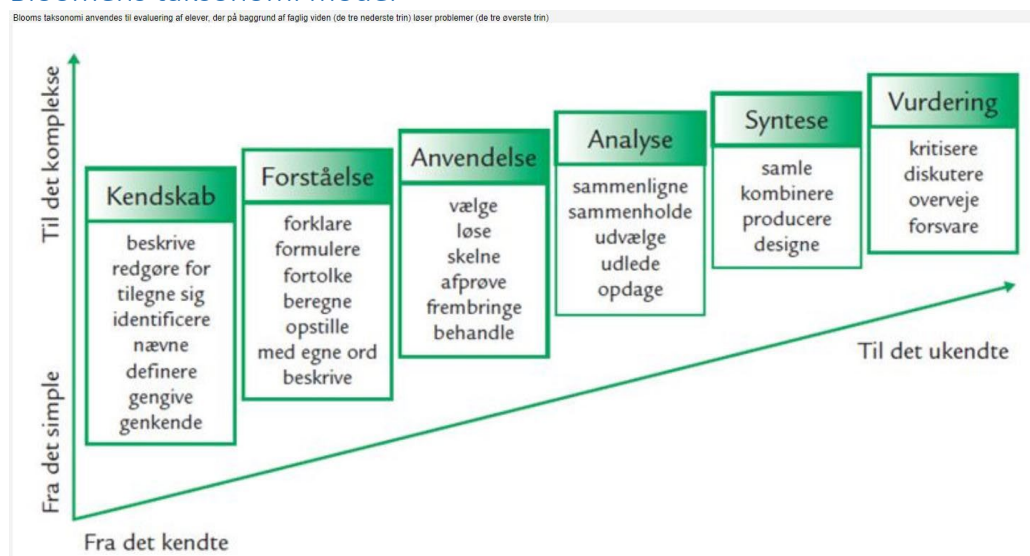 Blooms taksonomi anvendes til evaluering af elever, der på baggrund af faglig viden (de tre nederste trin) løser problemer (de tre øverste trin)
Til det komplekse
Fra det simple
Kendskab
beskrive
redgøre for
tilegne sig
identificere
nævne
definere
gengive
genkende
Forståelse
forklare
formulere
fortolke
beregne
opstille
med egne ord
beskrive
Anvendelse
vælge
løse
skelne
afprøve
frembringe
behandle
Analyse
sammenligne
sammenholde
udvælge
udlede
opdage
Syntese
samle
kombinere
producere
designe
Vurdering
kritisere
diskutere
overveje
forsvare
Til det ukendte
Fra det kendte